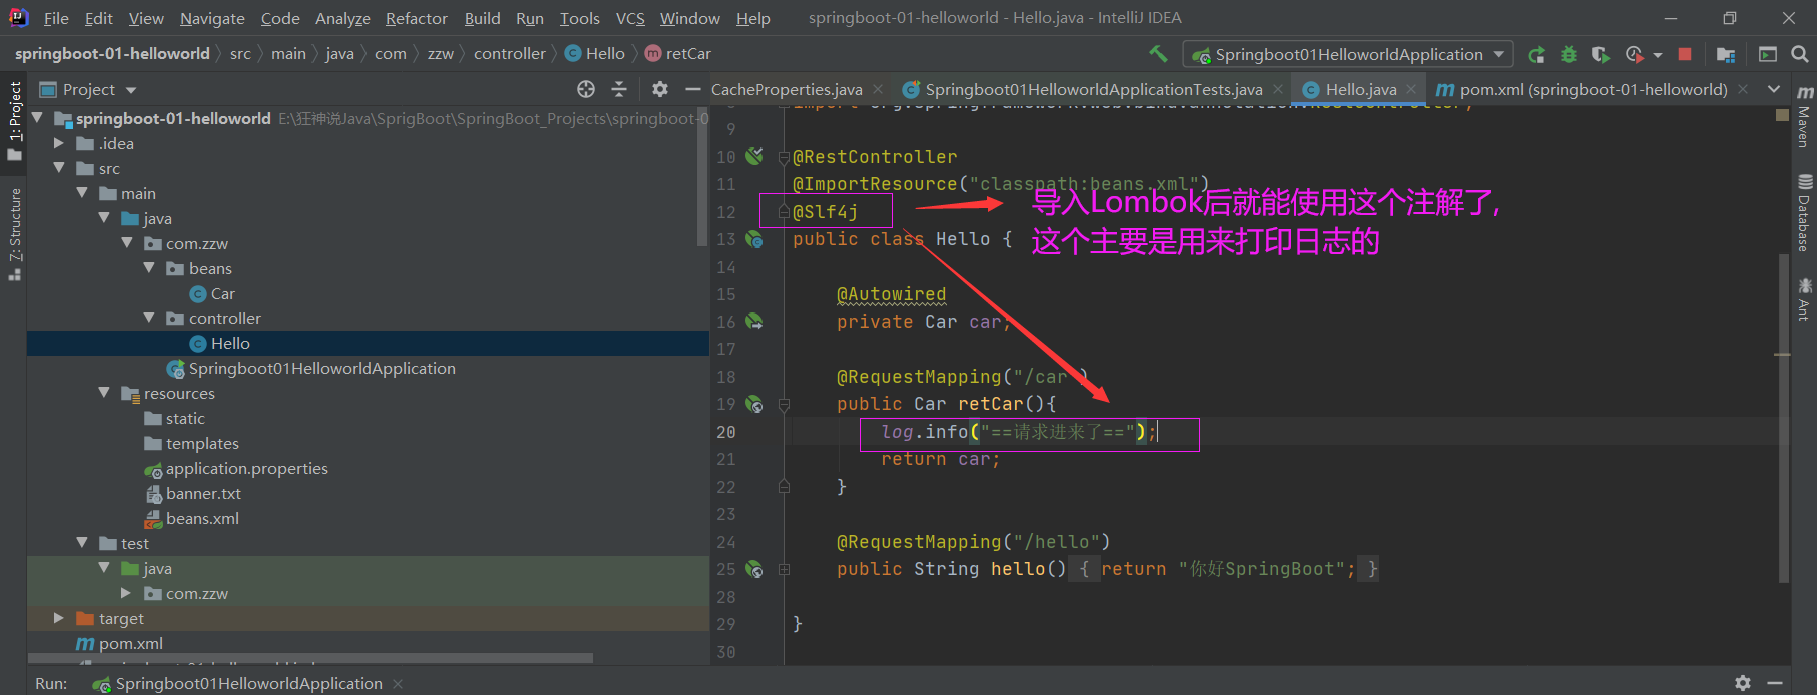 File Edit View Navigate Code Analyze Refactor Build Run Tools VCS Window Help springboot-01-helloworld - Hello.java - IntelliJ IDEA
springboot-01-helloworld src main java com zzw controller Hello retCar Springboot01HelloworldApplication
Project CacheProperties.java Springboot01HelloworldApplicationTests.java Hello.java pom.xml (springboot-01-helloworld)
1: Project
7: Structure
springboot-01-helloworld E:\狂神说Java\SprigBoot\SpringBoot_Projects\springboot-0
.idea
src
main
java
com.zzw
beans
Car
controller
Hello
Springboot01HelloworldApplication
resources
static
templates
application.properties
banner.txt
beans.xml
test
java
com.zzw
target
pom.xml
9
10 @RestController
11 @ImportResource("classpath:beans.xml")
12 @Slf4j
13 public class Hello {
14
15 @Autowired
16 private Car car;
17
18 @RequestMapping("/car")
19 public Car retCar(){
20 log.info("==请求进来了==");
21 return car;
22 }
23
24 @RequestMapping("/hello")
25 public String hello() { return "你好SpringBoot"; }
28
29 }
30
导入Lombok后就能使用这个注解了,
这个主要是用来打印日志的
Maven
Database
Ant
Run: Springboot01HelloworldApplication